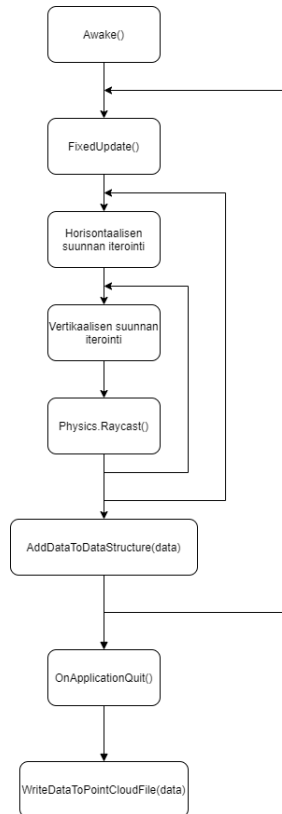 Awake()
FixedUpdate()
Horisontaalisen
suunnan iterointi
Vertikaalisen suunnan
iterointi
Physics.Raycast()
AddDataToDataStructure(data)
OnApplicationQuit()
WriteDataToPointCloudFile(data)